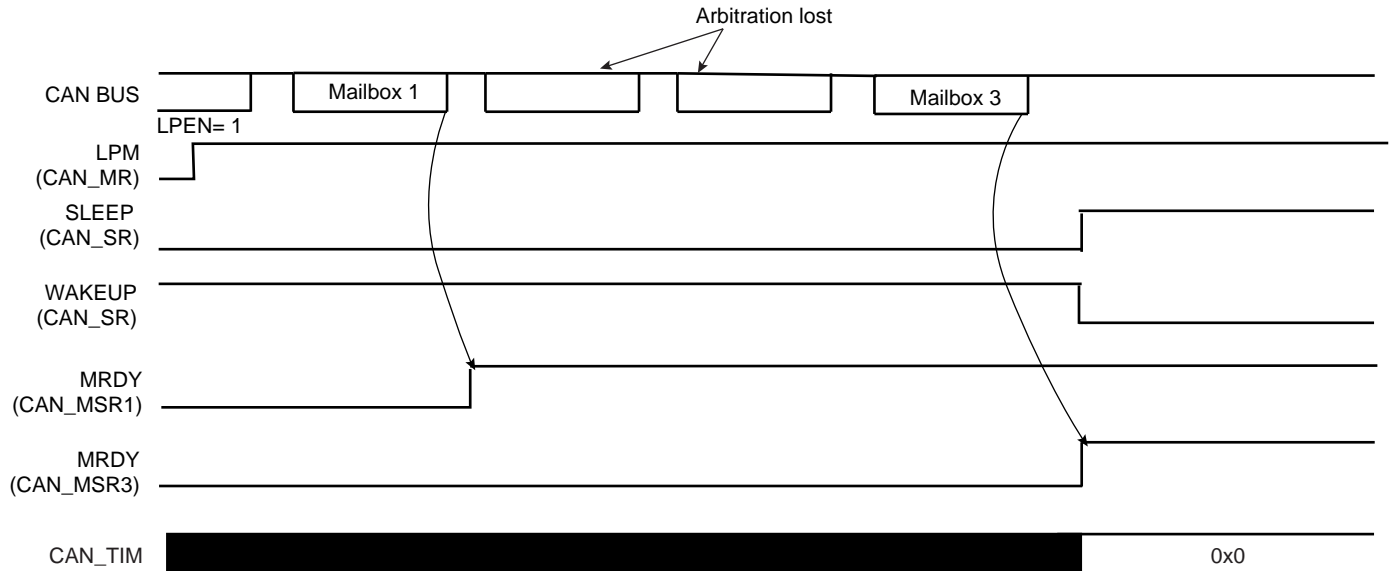 Arbitration lost
CAN BUS
Mailbox 1
Mailbox 3
LPEN= 1
LPM
(CAN_MR)
SLEEP
(CAN_SR)
WAKEUP
(CAN_SR)
MRDY
(CAN_MSR1)
MRDY
(CAN_MSR3)
CAN_TIM
0x0